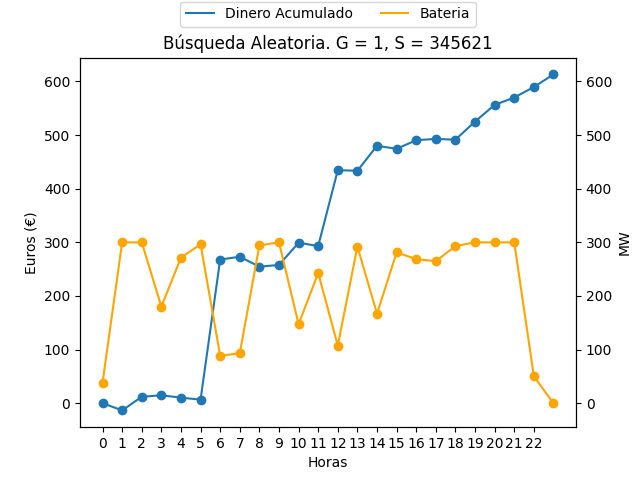 Dinero Acumulado Bateria
Búsqueda Aleatoria. G = 1, S = 345621
600 600
500 500
400 400
300 300
200 200
100 100
0 0
Euros (€)
MW
0 1 2 3 4 5 6 7 8 9 10 11 12 13 14 15 16 17 18 19 20 21 22
Horas